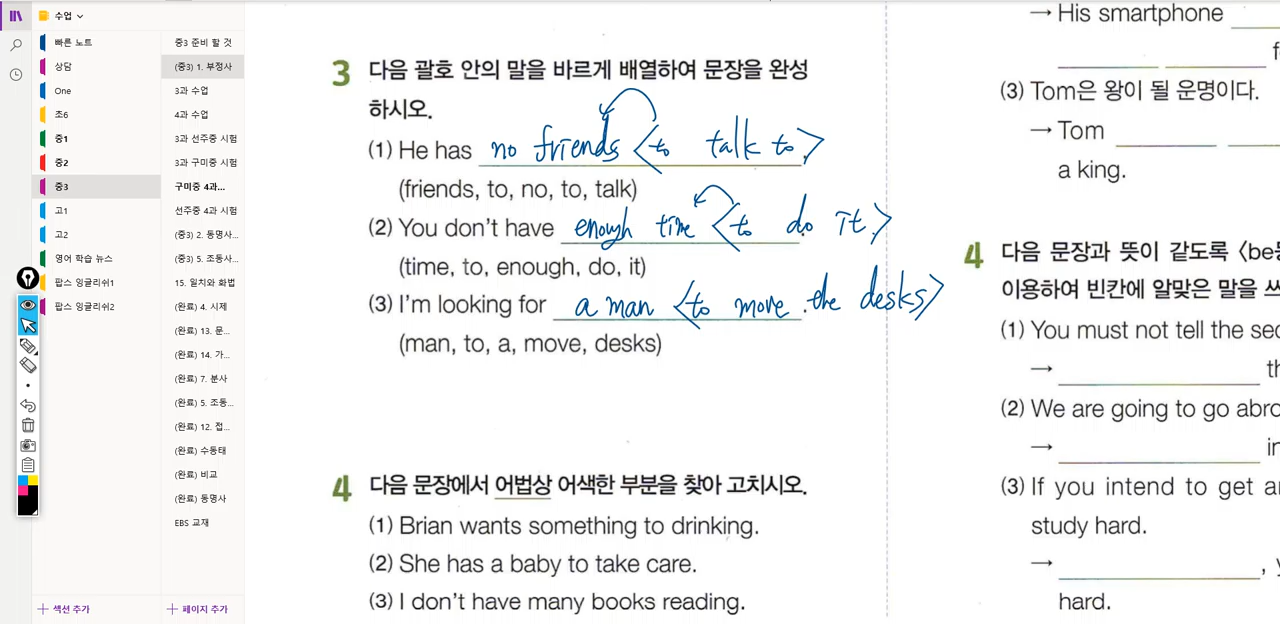 수업
빠른 노트
상담
One
초6
중1
중2
중3
고1
고2
영어 학습 뉴스
팝스 잉글리쉬1
팝스 잉글리쉬2
섹션 추가
중3 준비 할 것
(중3) 1. 부정사
3과 수업
4과 수업
3과 선주중 시험
3과 구미중 시험
구미중 4과...
선주중 4과 시험
(중3) 2. 동명사...
(중3) 5. 조동사...
15. 일치와 화법
(완료) 4. 시제
(완료) 13. 문...
(완료) 14. 가...
(완료) 7. 분사
(완료) 5. 조동...
(완료) 12. 접...
(완료) 수동태
(완료) 비교
(완료) 동명사
EBS 교재
페이지 추가
3 다음 괄호 안의 말을 바르게 배열하여 문장을 완성
하시오.
(1) He has no friends <to talk to>
(friends, to, no, to, talk)
(2) You don't have enough time <to do it>
(time, to, enough, do, it)
(3) I'm looking for a man <to move the desks>
(man, to, a, move, desks)
4 다음 문장에서 어법상 어색한 부분을 찾아 고치시오.
(1) Brian wants something to drinking.
(2) She has a baby to take care.
(3) I don't have many books reading.
→ His smartphone
(3) Tom은 왕이 될 운명이다.
→ Tom
a king.
4 다음 문장과 뜻이 같도록 <be
이용하여 빈칸에 알맞은 말을 쓰
(1) You must not tell the sec
→ th
(2) We are going to go abro
→ in
(3) If you intend to get a
study hard.
→ , y
hard.